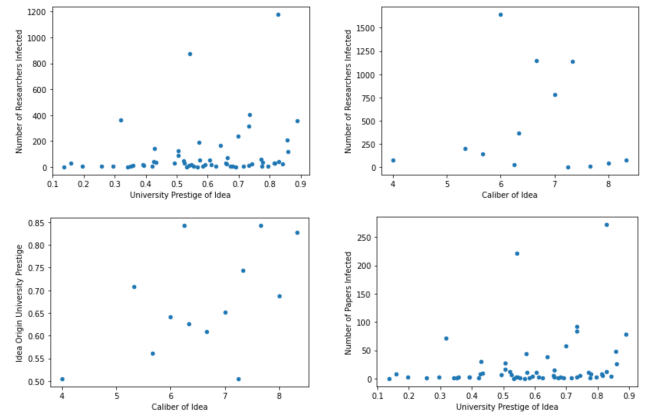 1200
1000
800
600
400
200
0
Number of Researchers Infected
0.1 0.2 0.3 0.4 0.5 0.6 0.7 0.8 0.9
University Prestige of Idea
1500
1250
1000
750
500
250
0
Number of Researchers Infected
4 5 6 7 8
Caliber of Idea
0.85
0.80
0.75
0.70
0.65
0.60
0.55
0.50
Idea Origin University Prestige
4 5 6 7 8
Caliber of Idea
250
200
150
100
50
0
Number of Papers Infected
0.1 0.2 0.3 0.4 0.5 0.6 0.7 0.8 0.9
University Prestige of Idea